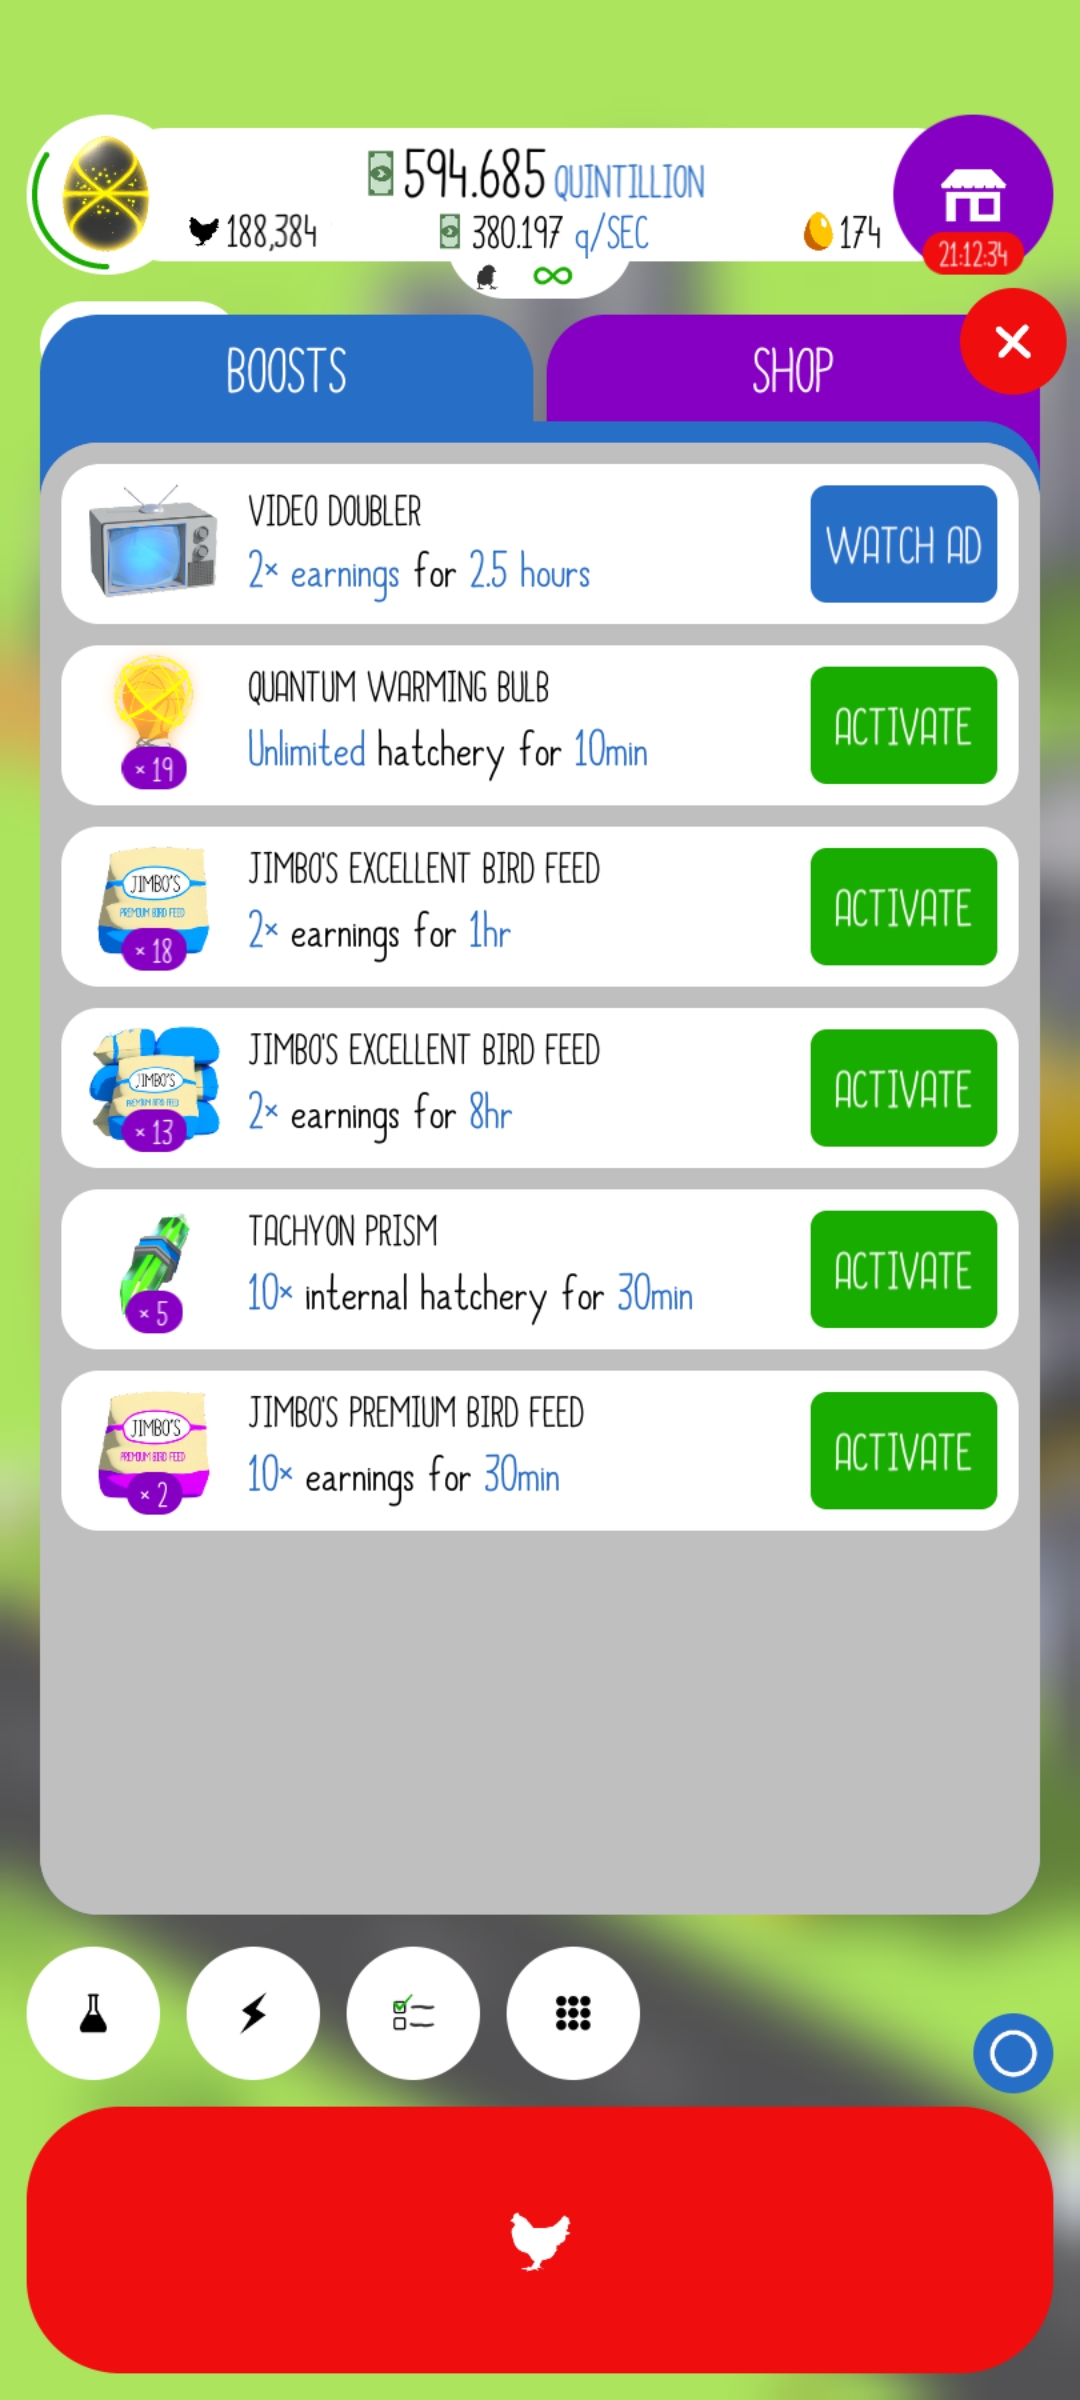 594.685 QUINTILLION
188,384 380.197 q/SEC 174
21:12:34
BOOSTS SHOP
VIDEO DOUBLER
2× earnings for 2.5 hours
WATCH AD
QUANTUM WARMING BULB
Unlimited hatchery for 10min
× 19
ACTIVATE
JIMBO'S EXCELLENT BIRD FEED
2× earnings for 1hr
JIMBO'S
PREMIUM BIRD FEED
× 18
ACTIVATE
JIMBO'S EXCELLENT BIRD FEED
2× earnings for 8hr
JIMBO'S
PREMIUM BIRD FEED
× 13
ACTIVATE
TACHYON PRISM
10× internal hatchery for 30min
× 5
ACTIVATE
JIMBO'S PREMIUM BIRD FEED
10× earnings for 30min
JIMBO'S
PREMIUM BIRD FEED
× 2
ACTIVATE